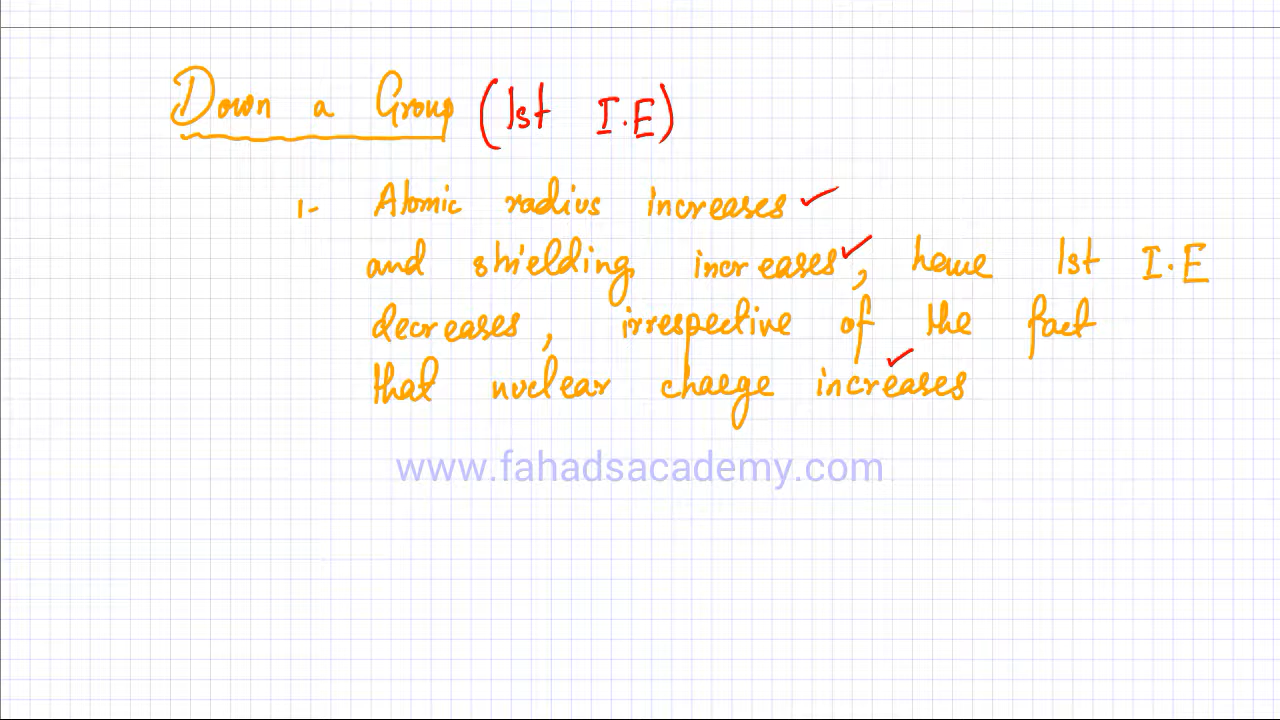 Down a Group (1st I.E)
1- Atomic radius increases ✓
and shielding increases ✓, hence 1st I.E
decreases, irrespective of the fact
that nuclear charge increases ✓
www.fahadsacademy.com